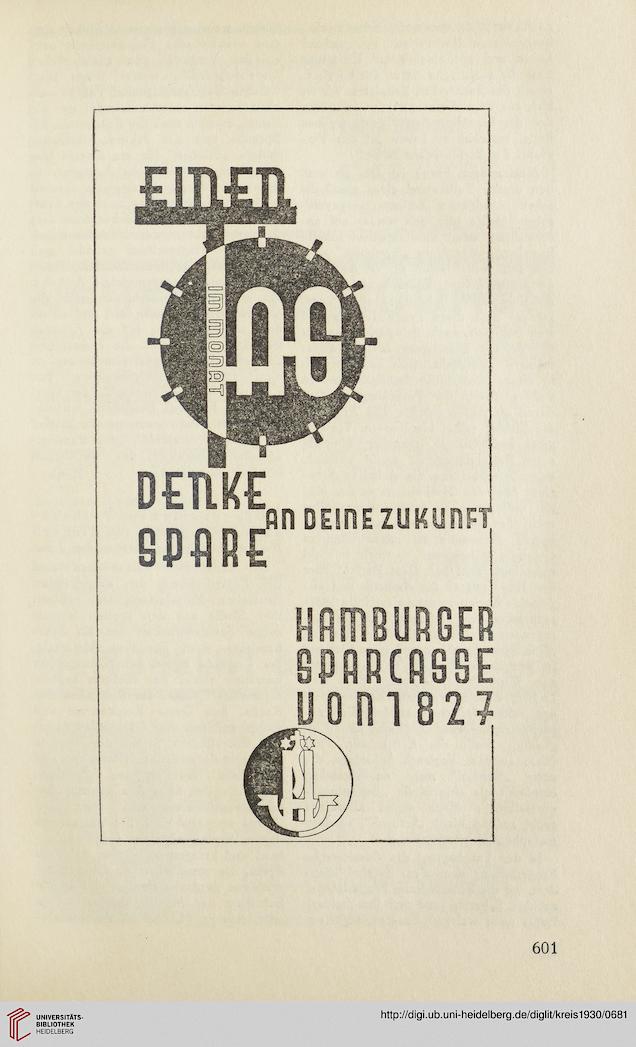 EINEN
TAG
im monat
DENKE
AN DEINE ZUKUNFT
SPARE
HAMBURGER
SPARCASSE
VON 1827
601
UNIVERSITÄTS-
BIBLIOTHEK
HEIDELBERG
http://digi.ub.uni-heidelberg.de/diglit/kreis1930/0681